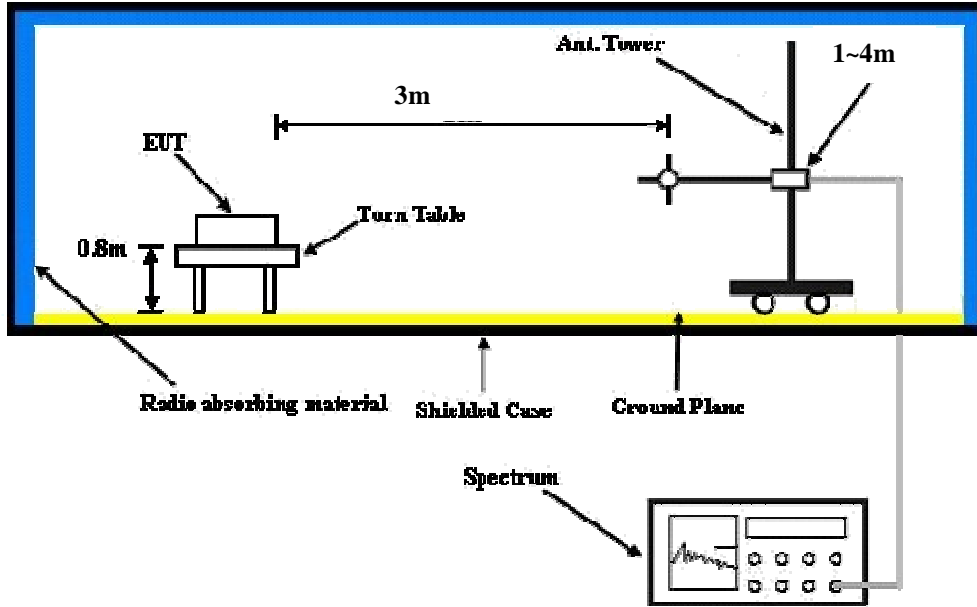 Ant. Tower
1~4m
3m
EUT
Turn Table
0.8m
Radio absorbing material
Shielded Case
Ground Plane
Spectrum